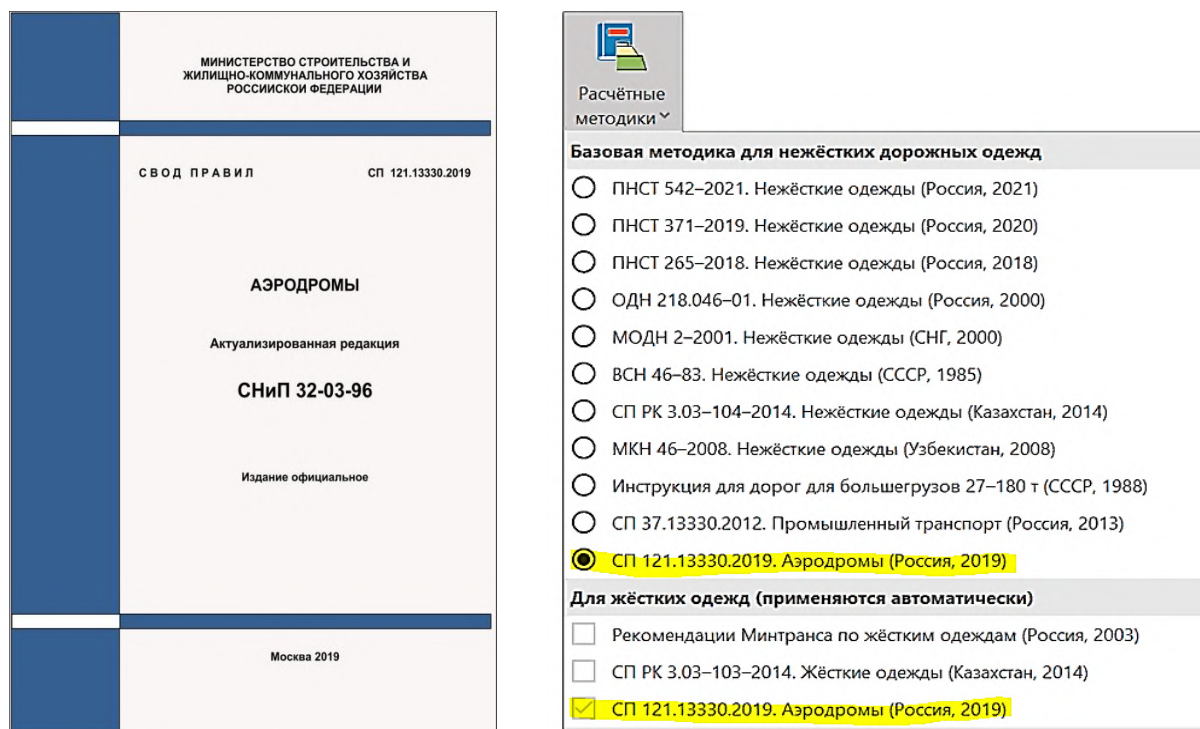 МИНИСТЕРСТВО СТРОИТЕЛЬСТВА И
ЖИЛИЩНО-КОММУНАЛЬНОГО ХОЗЯЙСТВА
РОССИИСКОИ ФЕДЕРАЦИИ
СВОД ПРАВИЛ СП 121.13330.2019
АЭРОДРОМЫ
Актуализированная редакция
СНиП 32-03-96
Издание официальное
Москва 2019
Расчётные
методики
Базовая методика для нежёстких дорожных одежд
ПНСТ 542–2021. Нежёсткие одежды (Россия, 2021)
ПНСТ 371–2019. Нежёсткие одежды (Россия, 2020)
ПНСТ 265–2018. Нежёсткие одежды (Россия, 2018)
ОДН 218.046–01. Нежёсткие одежды (Россия, 2000)
МОДН 2–2001. Нежёсткие одежды (СНГ, 2000)
ВСН 46–83. Нежёсткие одежды (СССР, 1985)
СП РК 3.03–104–2014. Нежёсткие одежды (Казахстан, 2014)
МКН 46–2008. Нежёсткие одежды (Узбекистан, 2008)
Инструкция для дорог для большегрузов 27–180 т (СССР, 1988)
СП 37.13330.2012. Промышленный транспорт (Россия, 2013)
СП 121.13330.2019. Аэродромы (Россия, 2019)
Для жёстких одежд (применяются автоматически)
Рекомендации Минтранса по жёстким одеждам (Россия, 2003)
СП РК 3.03–103–2014. Жёсткие одежды (Казахстан, 2014)
СП 121.13330.2019. Аэродромы (Россия, 2019)